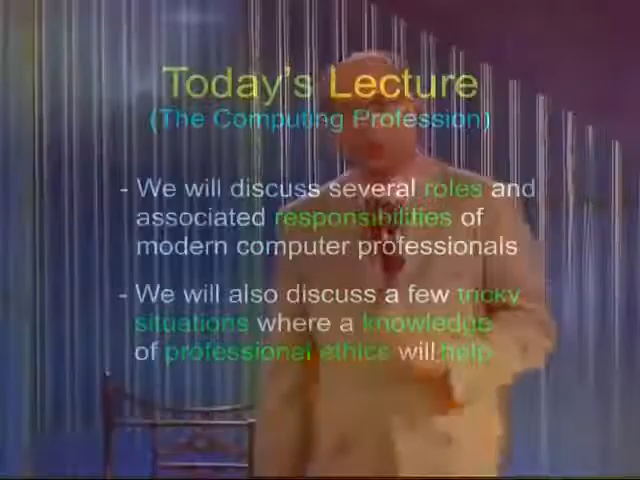 Today's Lecture
(The Computing Profession)
- We will discuss several roles and
associated responsibilities of
modern computer professionals
- We will also discuss a few tricky
situations where a knowledge
of professional ethics will help